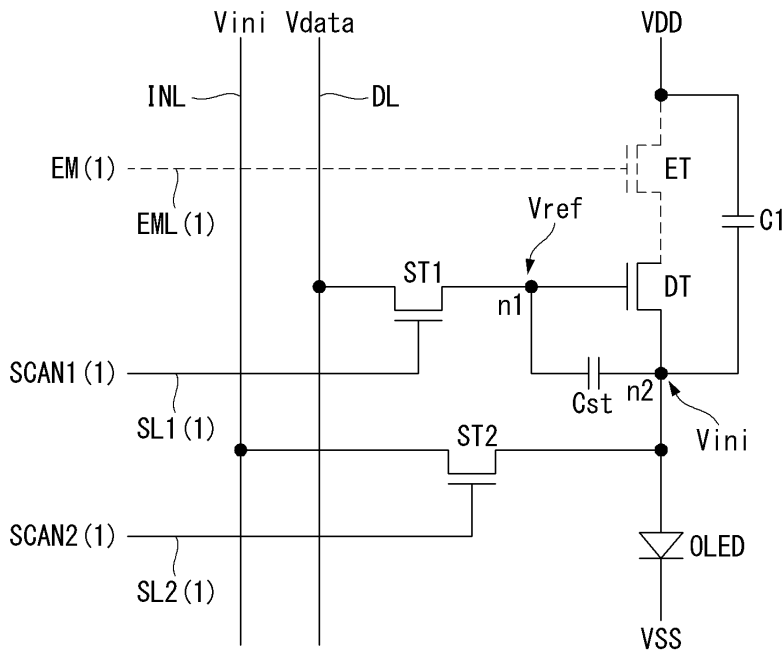 Vini Vdata VDD
INL DL
EM(1) ET
EML(1) Vref C1
ST1 DT
n1
SCAN1(1) n2
Cst
SL1(1) ST2 Vini
SCAN2(1) OLED
SL2(1)
VSS